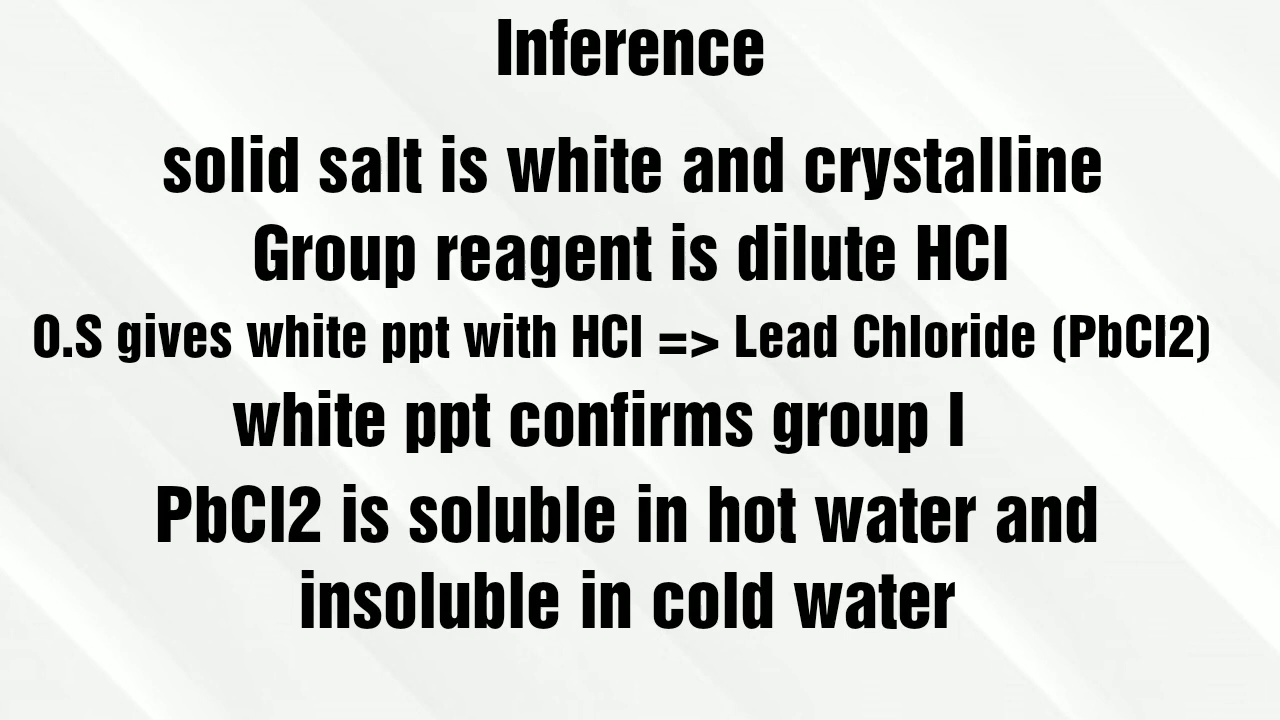 Inference
solid salt is white and crystalline
Group reagent is dilute HCl
O.S gives white ppt with HCl => Lead Chloride (PbCl2)
white ppt confirms group I
PbCl2 is soluble in hot water and
insoluble in cold water